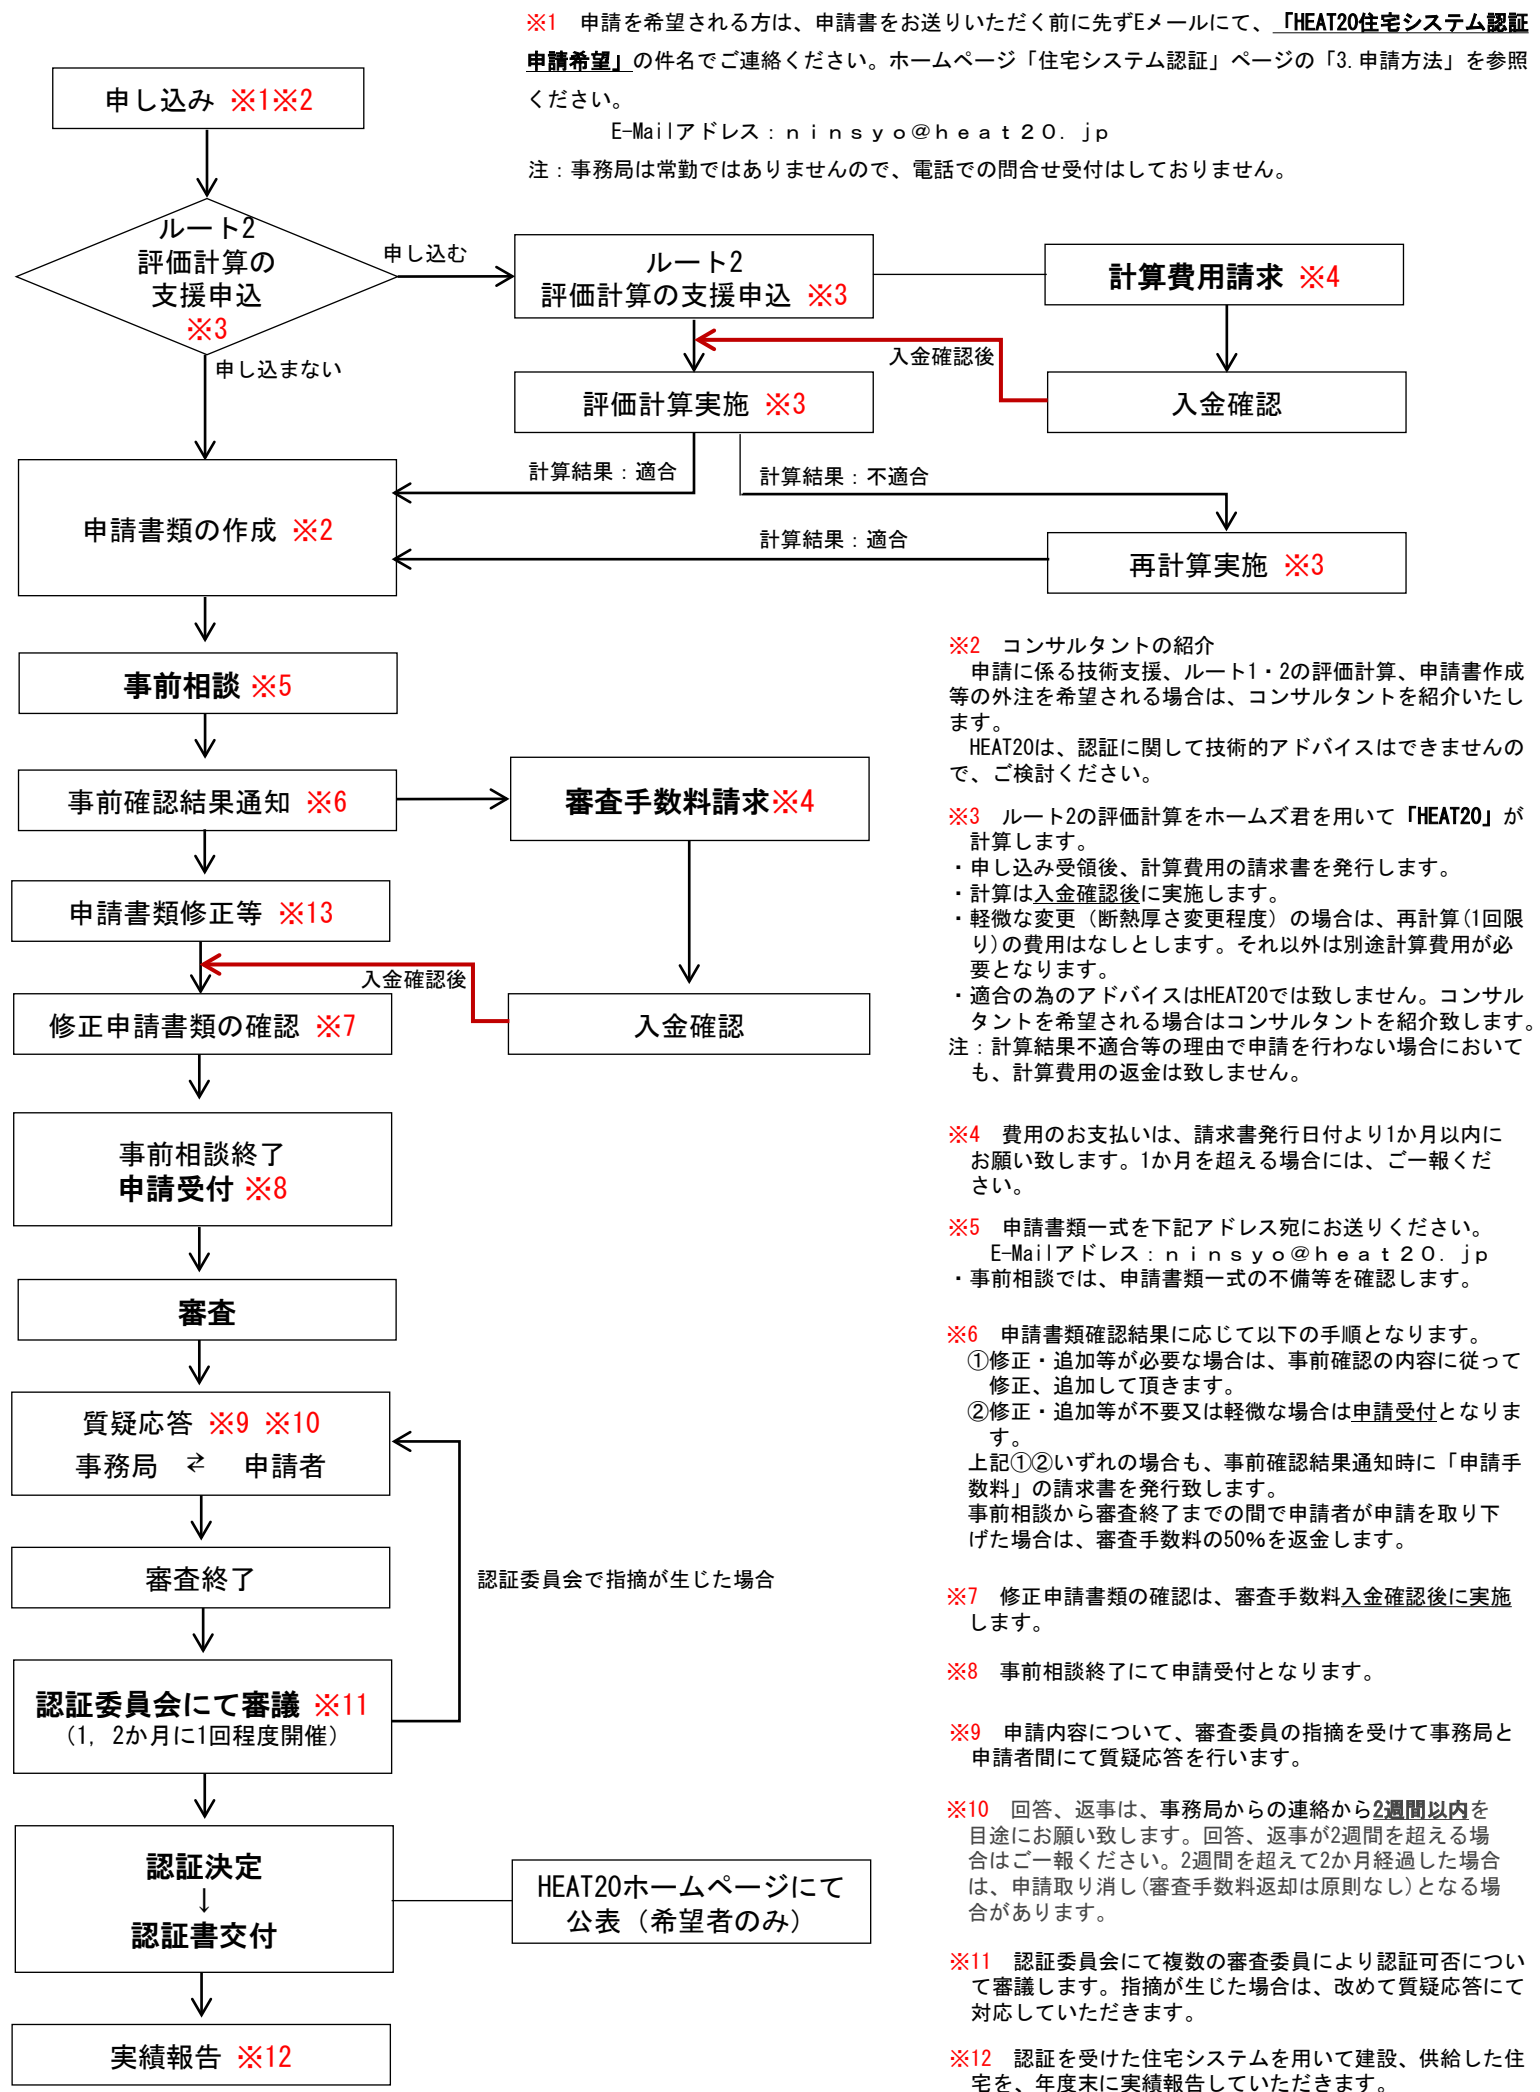 ※1　申請を希望される方は、申請書をお送りいただく前に先ずEメールにて、「HEAT20住宅システム認証
申請希望」の件名でご連絡ください。ホームページ「住宅システム認証」ページの「3.申請方法」を参照
ください。
E-Mailアドレス：ｎｉｎｓｙｏ＠ｈｅａｔ２０．ｊｐ
注：事務局は常勤ではありませんので、電話での問合せ受付はしておりません。
申し込み ※1※2
ルート2
評価計算の
支援申込
※3
申し込む
申し込まない
ルート2
評価計算の支援申込 ※3
計算費用請求 ※4
入金確認後
評価計算実施 ※3
入金確認
計算結果：適合
計算結果：不適合
申請書類の作成 ※2
計算結果：適合
再計算実施 ※3
事前相談 ※5
事前確認結果通知 ※6
審査手数料請求※4
申請書類修正等 ※13
入金確認後
修正申請書類の確認 ※7
入金確認
事前相談終了
申請受付 ※8
審査
質疑応答 ※9 ※10
事務局 ⇄ 申請者
審査終了
認証委員会で指摘が生じた場合
認証委員会にて審議 ※11
（1, 2か月に1回程度開催）
認証決定
↓
認証書交付
HEAT20ホームページにて
公表（希望者のみ）
実績報告 ※12
※2　コンサルタントの紹介
申請に係る技術支援、ルート1・2の評価計算、申請書作成
等の外注を希望される場合は、コンサルタントを紹介いたし
ます。
HEAT20は、認証に関して技術的アドバイスはできませんの
で、ご検討ください。
※3　ルート2の評価計算をホームズ君を用いて「HEAT20」が
計算します。
・申し込み受領後、計算費用の請求書を発行します。
・計算は入金確認後に実施します。
・軽微な変更（断熱厚さ変更程度）の場合は、再計算(1回限
り)の費用はなしとします。それ以外は別途計算費用が必
要となります。
・適合の為のアドバイスはHEAT20では致しません。コンサル
タントを希望される場合はコンサルタントを紹介致します。
注：計算結果不適合等の理由で申請を行わない場合において
も、計算費用の返金は致しません。
※4　費用のお支払いは、請求書発行日付より1か月以内に
お願い致します。1か月を超える場合には、ご一報くだ
さい。
※5　申請書類一式を下記アドレス宛にお送りください。
E-Mailアドレス：ｎｉｎｓｙｏ＠ｈｅａｔ２０．ｊｐ
・事前相談では、申請書類一式の不備等を確認します。
※6　申請書類確認結果に応じて以下の手順となります。
①修正・追加等が必要な場合は、事前確認の内容に従って
修正、追加して頂きます。
②修正・追加等が不要又は軽微な場合は申請受付となりま
す。
上記①②いずれの場合も、事前確認結果通知時に「申請手
数料」の請求書を発行致します。
事前相談から審査終了までの間で申請者が申請を取り下
げた場合は、審査手数料の50%を返金します。
※7　修正申請書類の確認は、審査手数料入金確認後に実施
します。
※8　事前相談終了にて申請受付となります。
※9　申請内容について、審査委員の指摘を受けて事務局と
申請者間にて質疑応答を行います。
※10　回答、返事は、事務局からの連絡から2週間以内を
目途にお願い致します。回答、返事が2週間を超える場
合はご一報ください。2週間を超えて2か月経過した場合
は、申請取り消し(審査手数料返却は原則なし)となる場
合があります。
※11　認証委員会にて複数の審査委員により認証可否につい
て審議します。指摘が生じた場合は、改めて質疑応答にて
対応していただきます。
※12　認証を受けた住宅システムを用いて建設、供給した住
宅を、年度末に実績報告していただきます。